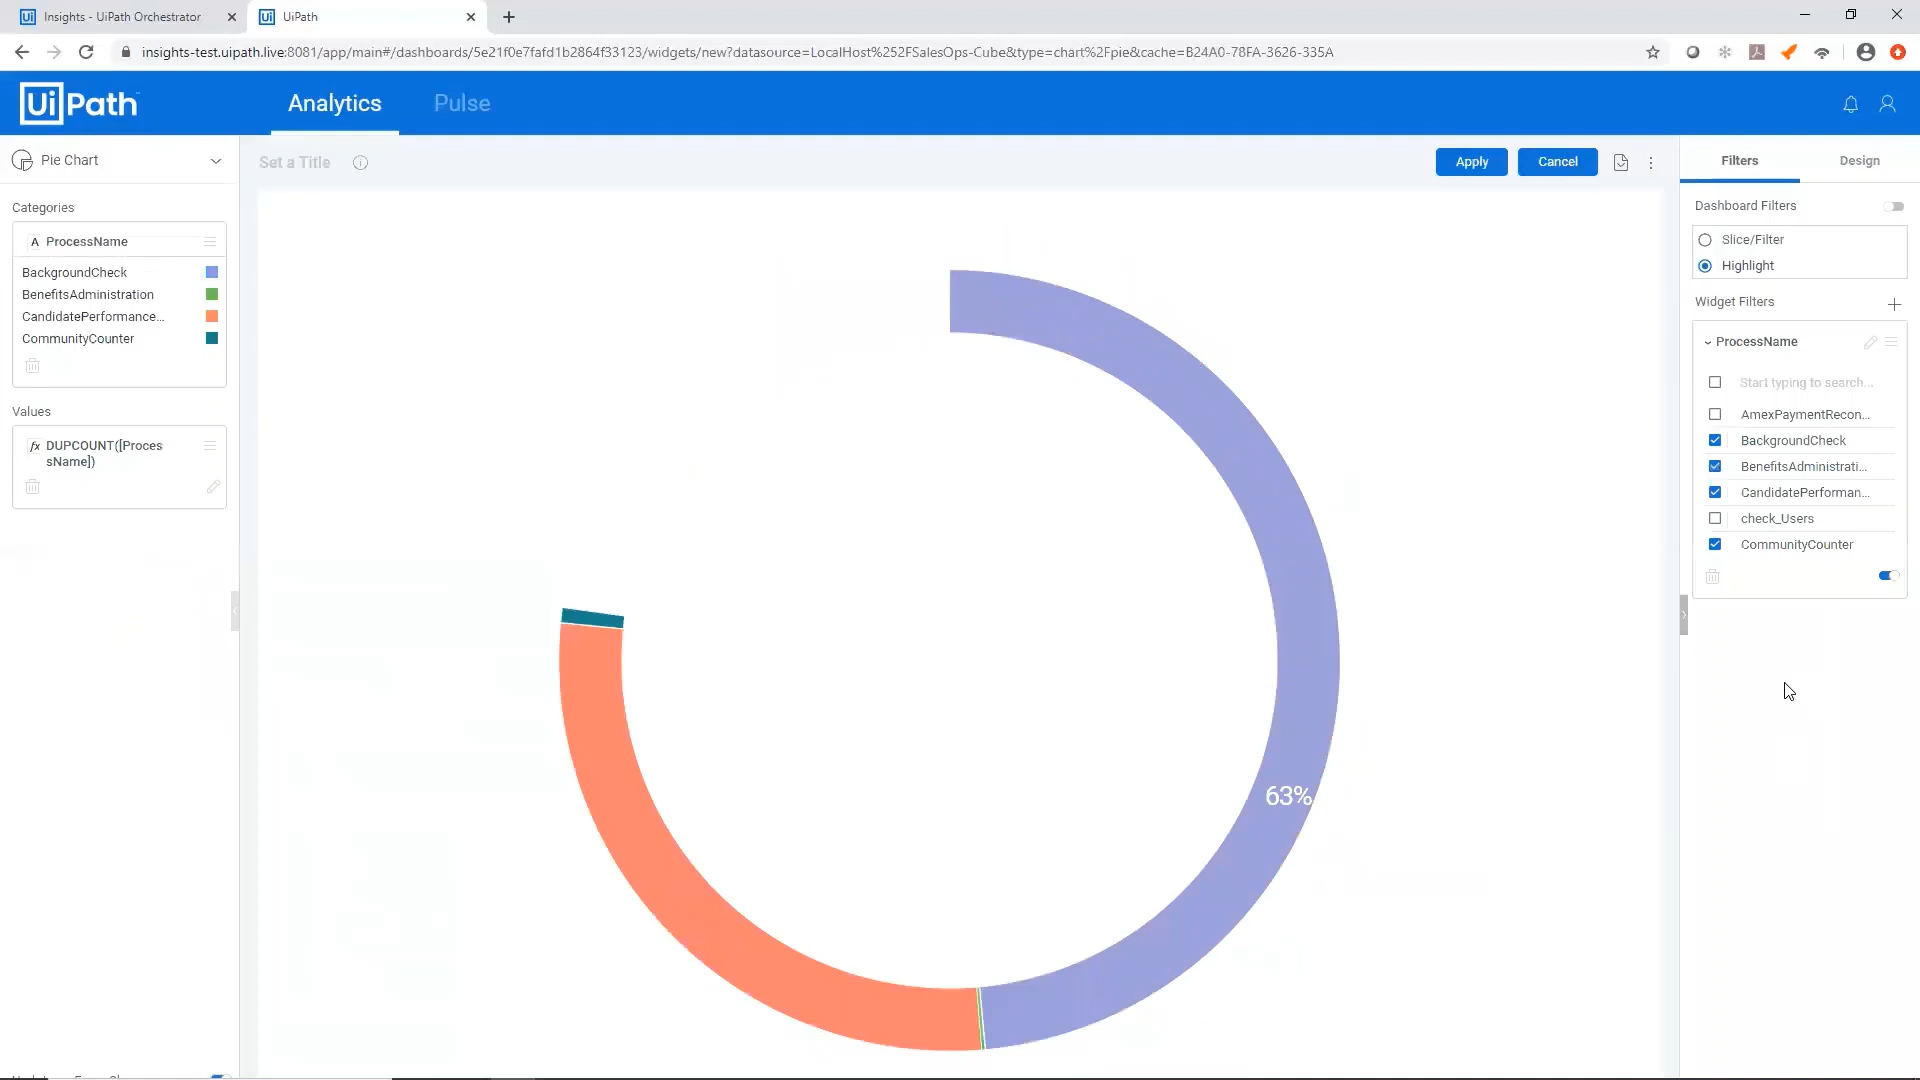 Insights - UiPath Orchestrator
UiPath
insights-test.uipath.live:8081/app/main#/dashboards/5e21f0e7fafd1b2864f33123/widgets/new?datasource=LocalHost%252FSalesOps-Cube&type=chart%2Fpie&cache=B24A0-78FA-3626-335A
UiPath
Analytics
Pulse
Pie Chart
Set a Title
Apply
Cancel
Filters
Design
Categories
A ProcessName
BackgroundCheck
BenefitsAdministration
CandidatePerformance...
CommunityCounter
Values
fx DUPCOUNT([Proces
sName])
63%
Dashboard Filters
Slice/Filter
Highlight
Widget Filters
ProcessName
Start typing to search...
AmexPaymentRecon...
BackgroundCheck
BenefitsAdministrati...
CandidatePerforman...
check_Users
CommunityCounter